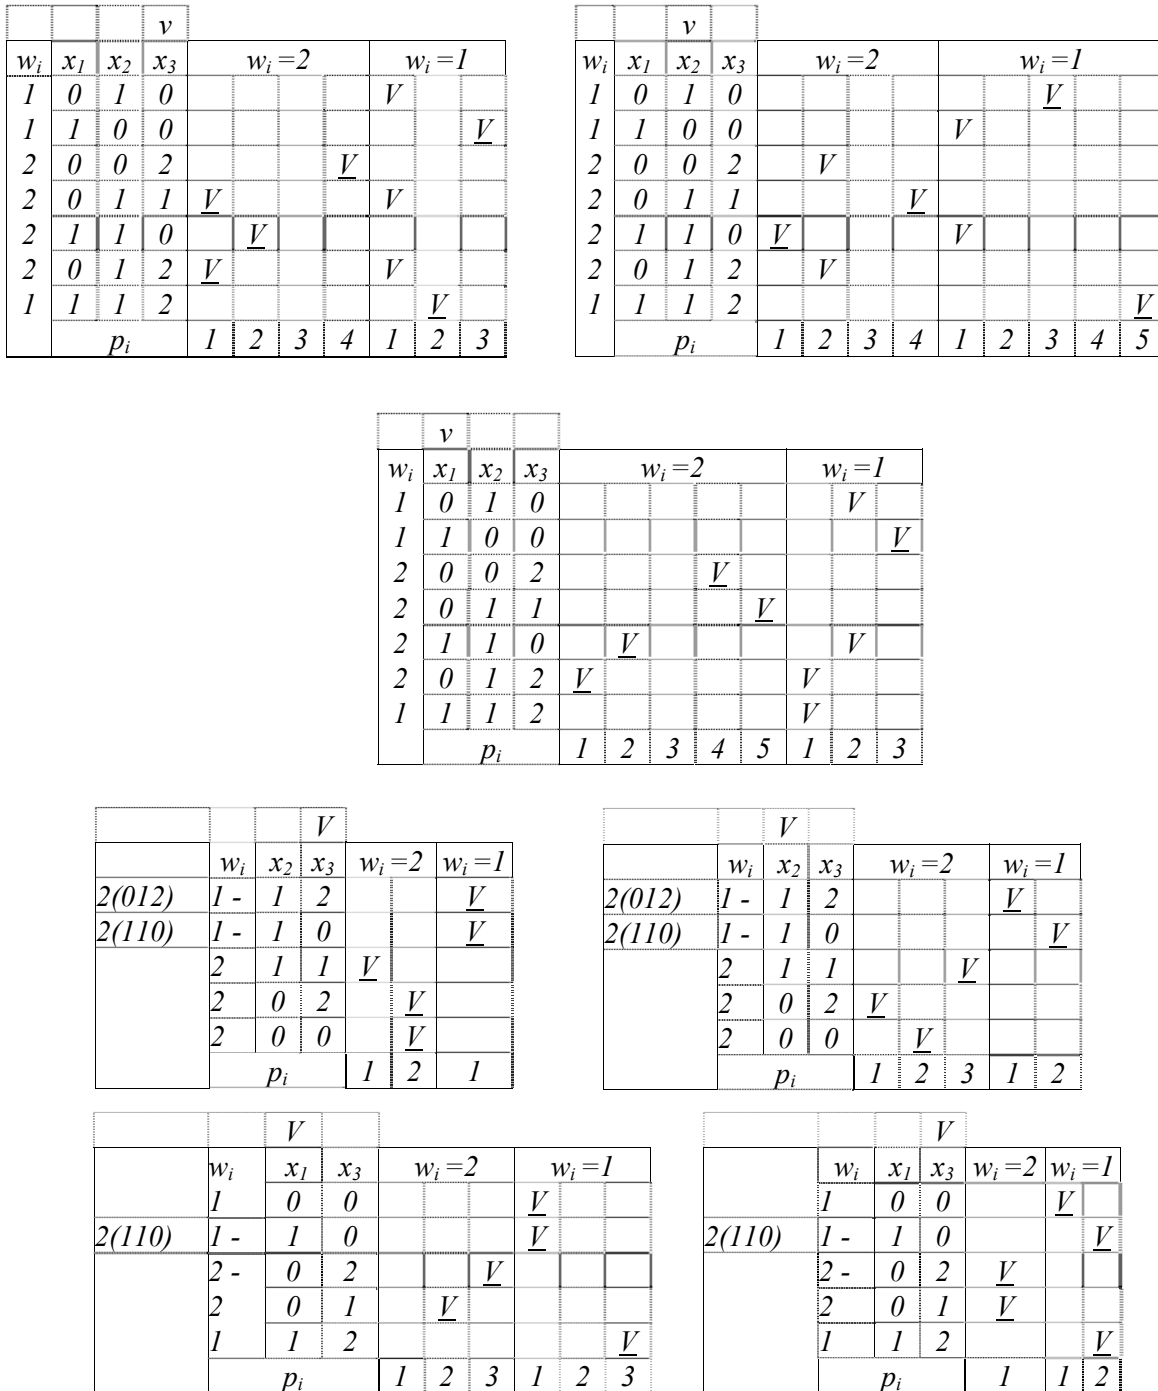 v
w_i x_1 x_2 x_3 w_i =2 w_i =1
1 0 1 0 V
1 1 0 0 V
2 0 0 2 V
2 0 1 1 V V
2 1 1 0 V
2 0 1 2 V V
1 1 1 2 V
p_i 1 2 3 4 1 2 3
v
w_i x_1 x_2 x_3 w_i =2 w_i =1
1 0 1 0 V
1 1 0 0 V
2 0 0 2 V
2 0 1 1 V
2 1 1 0 V V
2 0 1 2 V
1 1 1 2 V
p_i 1 2 3 4 1 2 3 4 5
v
w_i x_1 x_2 x_3 w_i =2 w_i =1
1 0 1 0 V
1 1 0 0 V
2 0 0 2 V
2 0 1 1 V
2 1 1 0 V V
2 0 1 2 V V
1 1 1 2 V
p_i 1 2 3 4 5 1 2 3
V
w_i x_2 x_3 w_i =2 w_i =1
2(012) 1 - 1 2 V
2(110) 1 - 1 0 V
2 1 1 V
2 0 2 V
2 0 0 V
p_i 1 2 1
V
w_i x_2 x_3 w_i =2 w_i =1
2(012) 1 - 1 2 V
2(110) 1 - 1 0 V
2 1 1 V
2 0 2 V
2 0 0 V
p_i 1 2 3 1 2
V
w_i x_1 x_3 w_i =2 w_i =1
1 0 0 V
2(110) 1 - 1 0 V
2 - 0 2 V
2 0 1 V
1 1 2 V
p_i 1 2 3 1 2 3
V
w_i x_1 x_3 w_i =2 w_i =1
1 0 0 V
2(110) 1 - 1 0 V
2 - 0 2 V
2 0 1 V
1 1 2 V
p_i 1 1 2